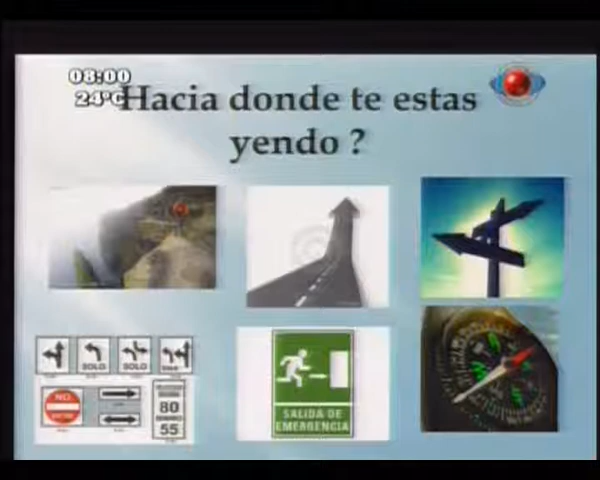 08:00
24°C
Hacia donde te estas
yendo ?
SOLO
SOLO
NO
80
55
SALIDA DE
EMERGENCIA